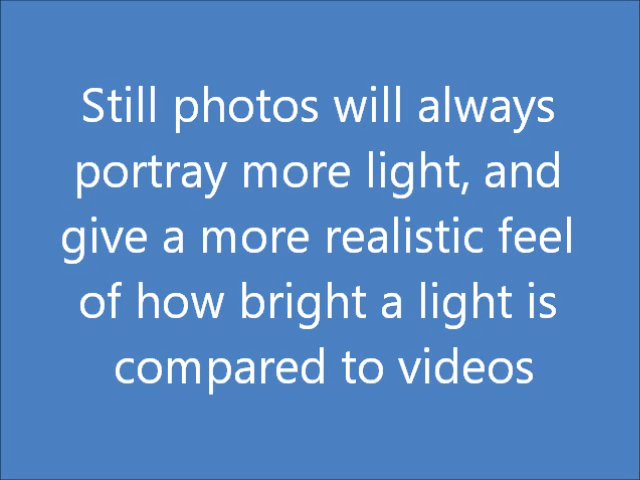 Still photos will always
portray more light, and
give a more realistic feel
of how bright a light is
compared to videos